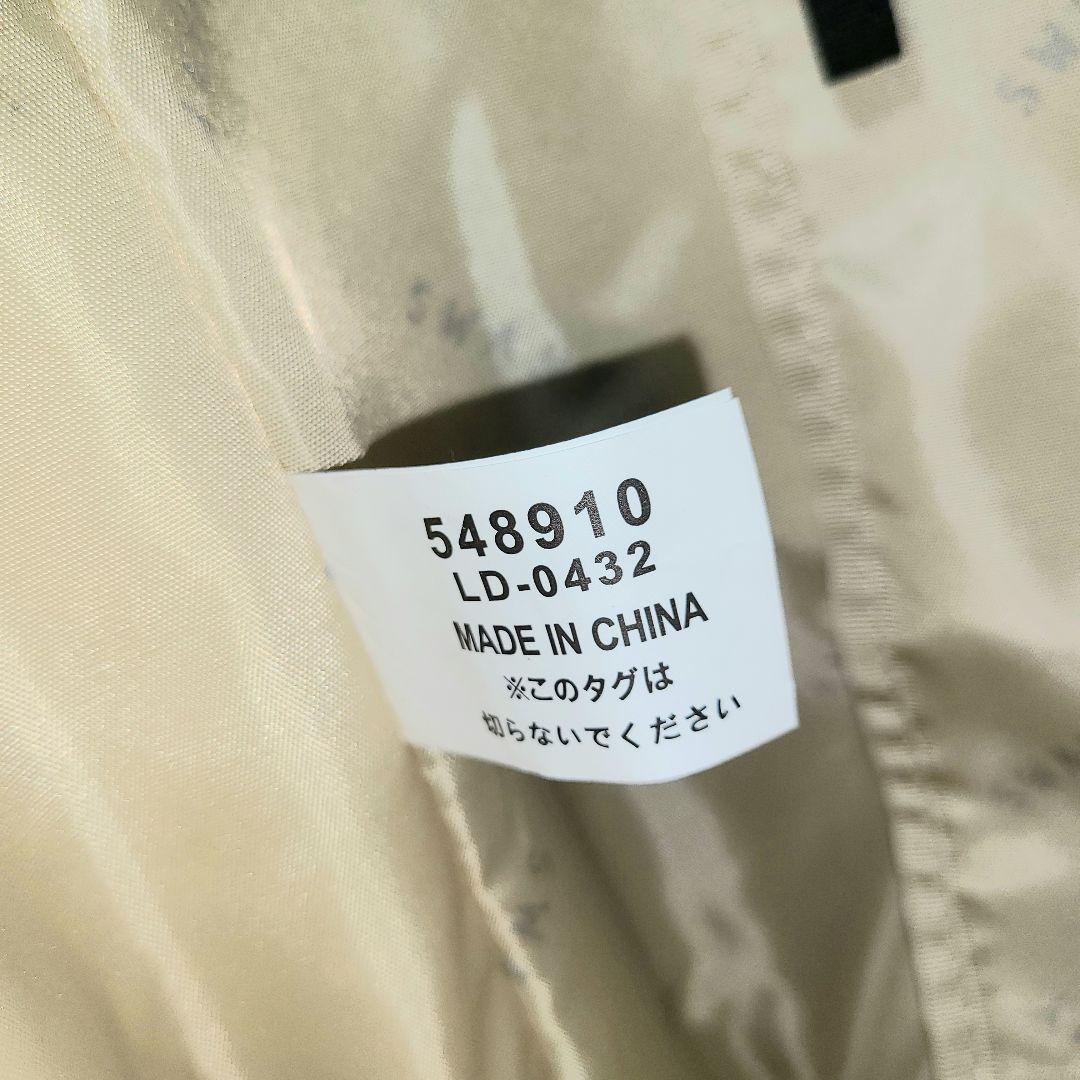 548910
LD-0432
MADE IN CHINA
※このタグは
切らないでください